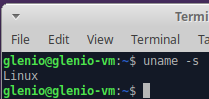 Termi
File Edit View Terminal Ta
glenio@glenio-vm:~$ uname -s
Linux
glenio@glenio-vm:~$